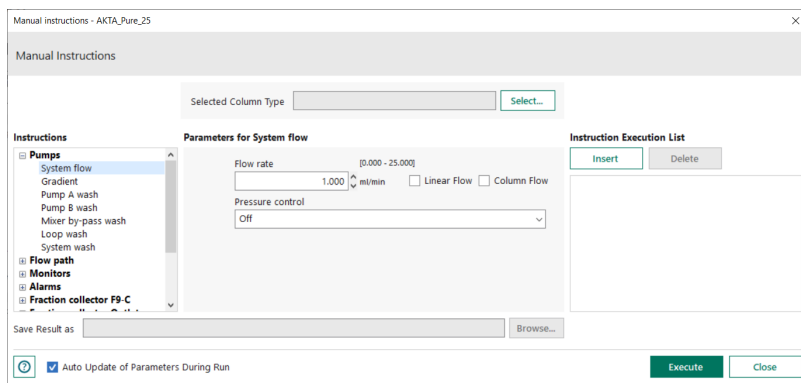 Manual instructions - AKTA_Pure_25
Manual Instructions
Selected Column Type
Select...
Instructions
Pumps
System flow
Gradient
Pump A wash
Pump B wash
Mixer by-pass wash
Loop wash
System wash
Flow path
Monitors
Alarms
Fraction collector F9-C
Parameters for System flow
Flow rate [0.000 - 25.000]
1.000 ml/min Linear Flow Column Flow
Pressure control
Off
Instruction Execution List
Insert Delete
Save Result as Browse...
Auto Update of Parameters During Run
Execute Close